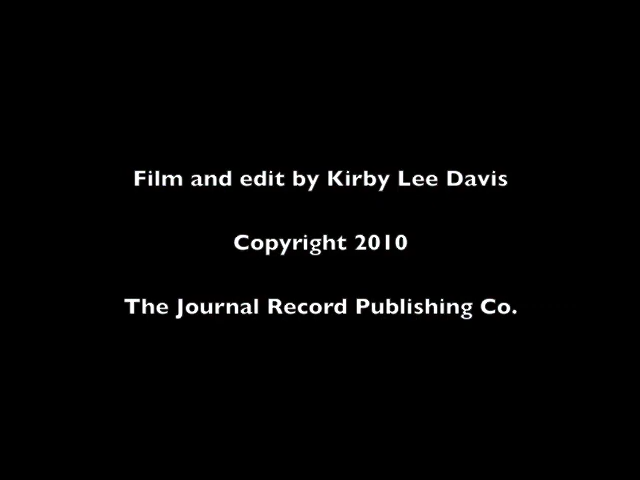 Film and edit by Kirby Lee Davis
Copyright 2010
The Journal Record Publishing Co.